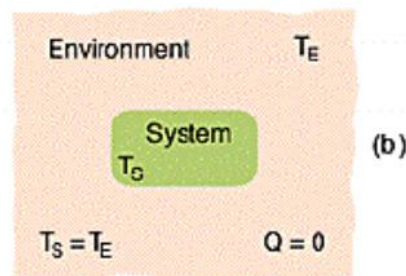 Environment T_E
System
T_S
(b)
T_S = T_E Q = 0